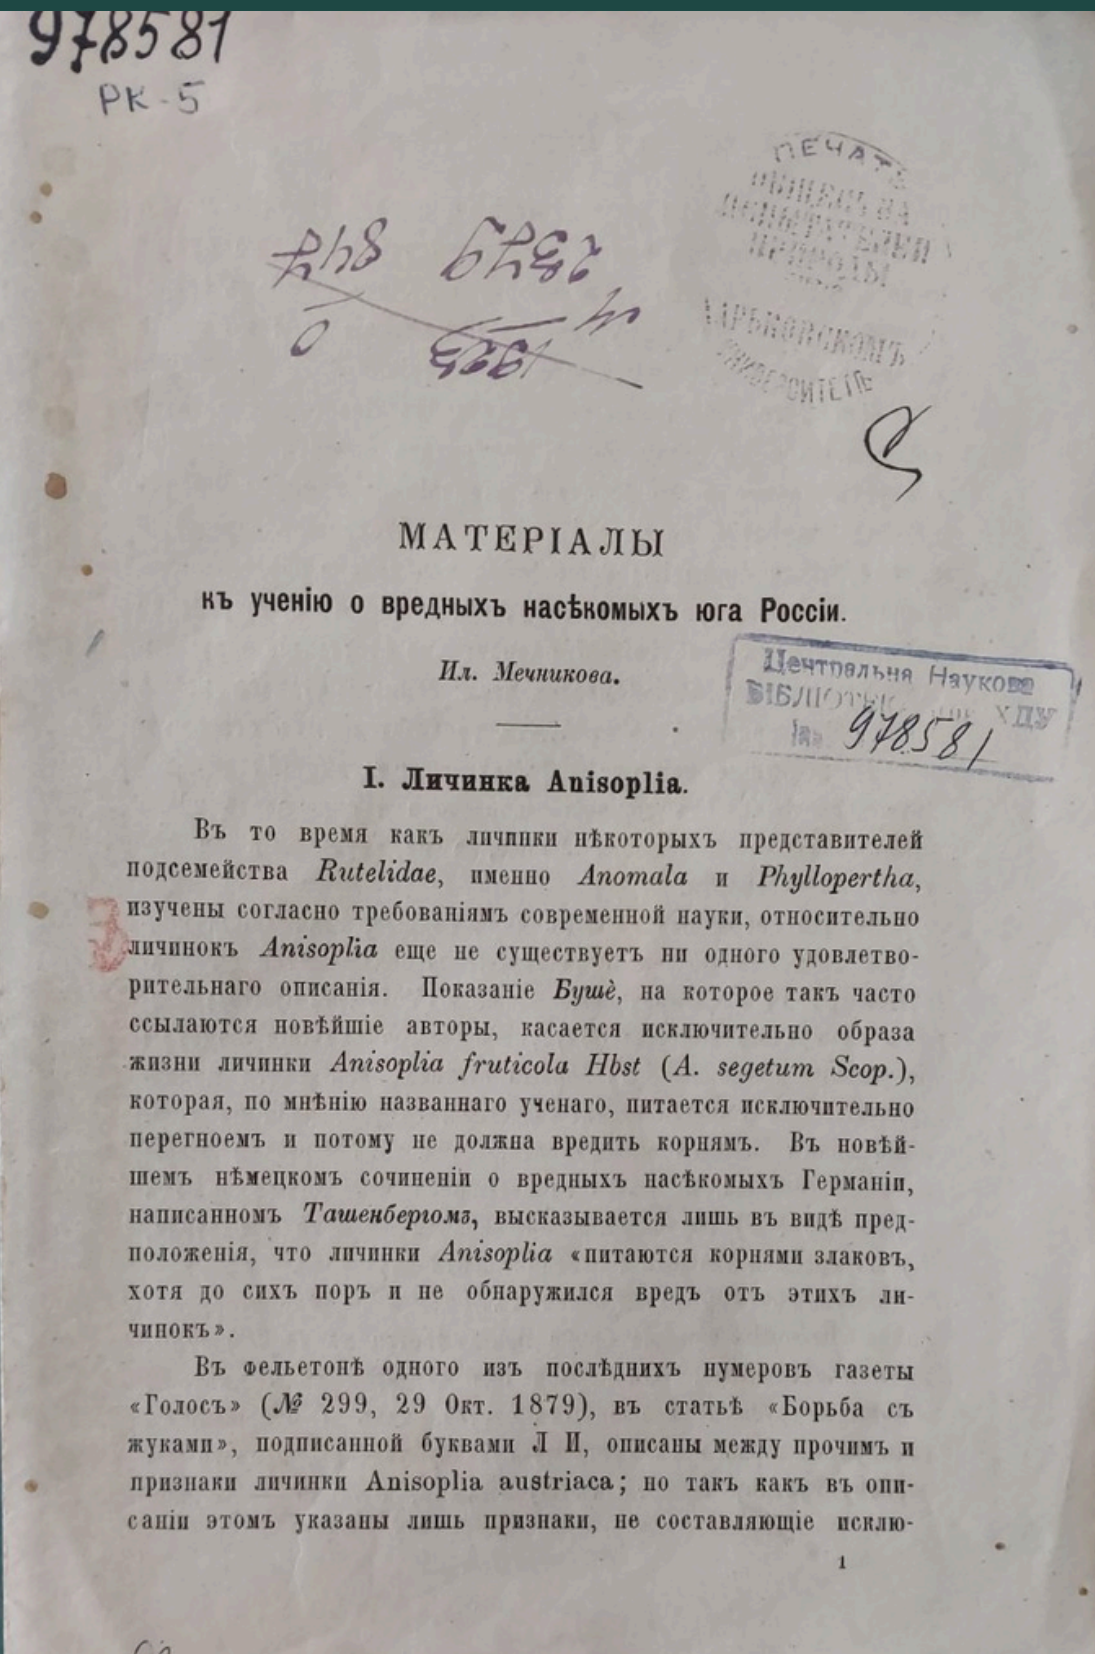 978581
РК-5
ПЕЧАТЬ
ПРИРОДЫ
ХАРЬКОВСКОМЪ
УНИВЕРСИТЕТѢ
847
1923
МАТЕРІАЛЫ
къ ученію о вредныхъ насѣкомыхъ юга Россіи.
Ил. Мечникова.
Центральна Наукова
БІБЛІОТЕКА ХДУ
978581
I. Личинка Anisoplia.
Въ то время какъ личинки нѣкоторыхъ представителей
подсемейства Rutelidae, именно Anomala и Phyllopertha,
изучены согласно требованіямъ современной науки, относительно
личинокъ Anisoplia еще не существуетъ ни одного удовлетво-
рительнаго описанія. Показаніе Бушѐ, на которое такъ часто
ссылаются новѣйшіе авторы, касается исключительно образа
жизни личинки Anisoplia fruticola Hbst (A. segetum Scop.),
которая, по мнѣнію названнаго ученаго, питается исключительно
перегноемъ и потому не должна вредить корнямъ. Въ новѣй-
шемъ нѣмецкомъ сочиненіи о вредныхъ насѣкомыхъ Германіи,
написанномъ Ташенбергомъ, высказывается лишь въ видѣ пред-
положенія, что личинки Anisoplia «питаются корнями злаковъ,
хотя до сихъ поръ и не обнаружился вредъ отъ этихъ ли-
чинокъ».
Въ фельетонѣ одного изъ послѣднихъ нумеровъ газеты
«Голосъ» (№ 299, 29 Окт. 1879), въ статьѣ «Борьба съ
жуками», подписанной буквами Л И, описаны между прочимъ и
признаки личинки Anisoplia austriaca; но такъ какъ въ опи-
саніи этомъ указаны лишь признаки, не составляющіе исклю-
1